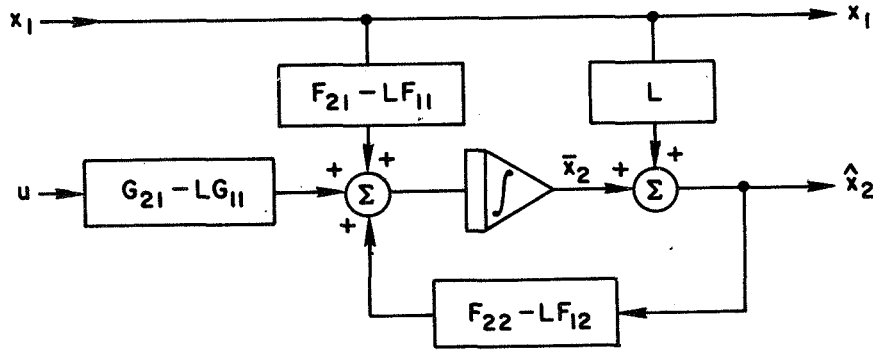 x₁ x₁
F₂₁ − LF₁₁ L
+ + + +
u G₂₁ − LG₁₁ Σ ∫ x̄₂ Σ x̂₂
+
F₂₂ − LF₁₂